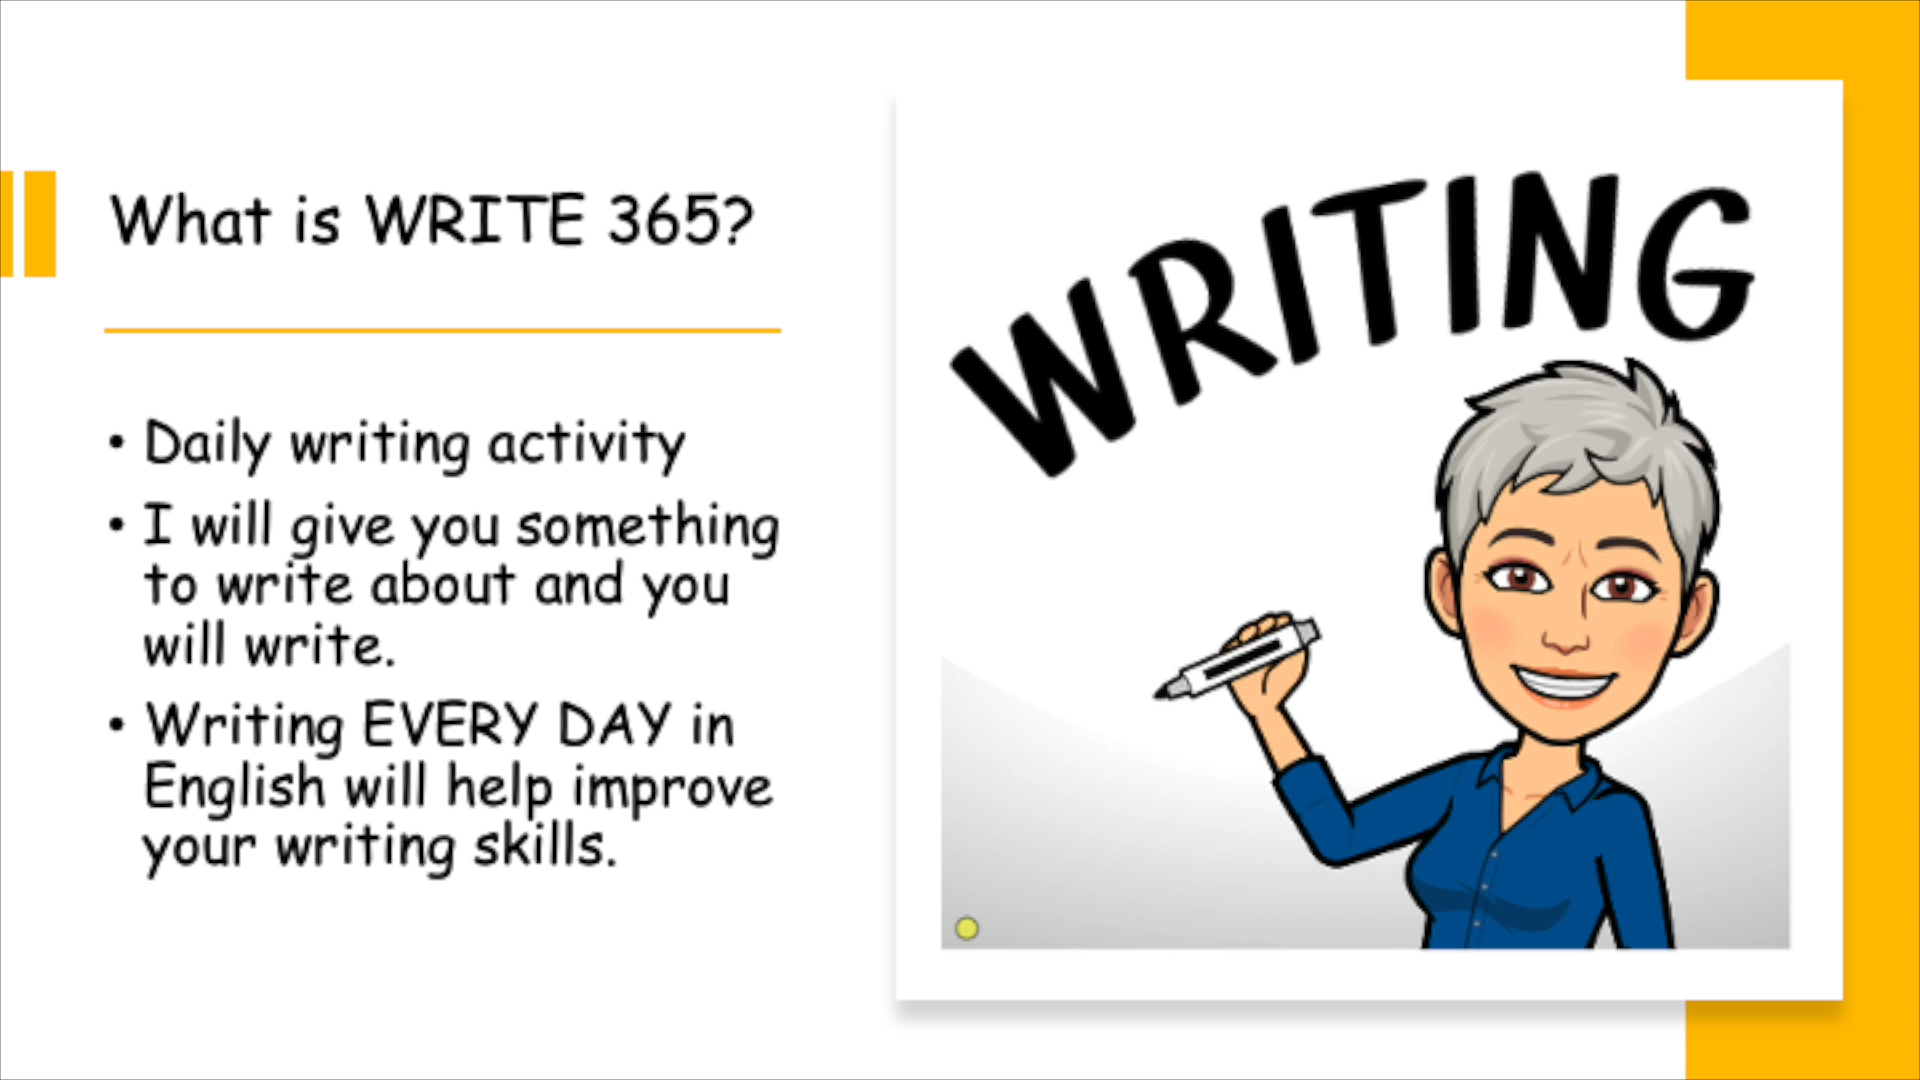 What is WRITE 365?
• Daily writing activity
• I will give you something
to write about and you
will write.
• Writing EVERY DAY in
English will help improve
your writing skills.
WRITING